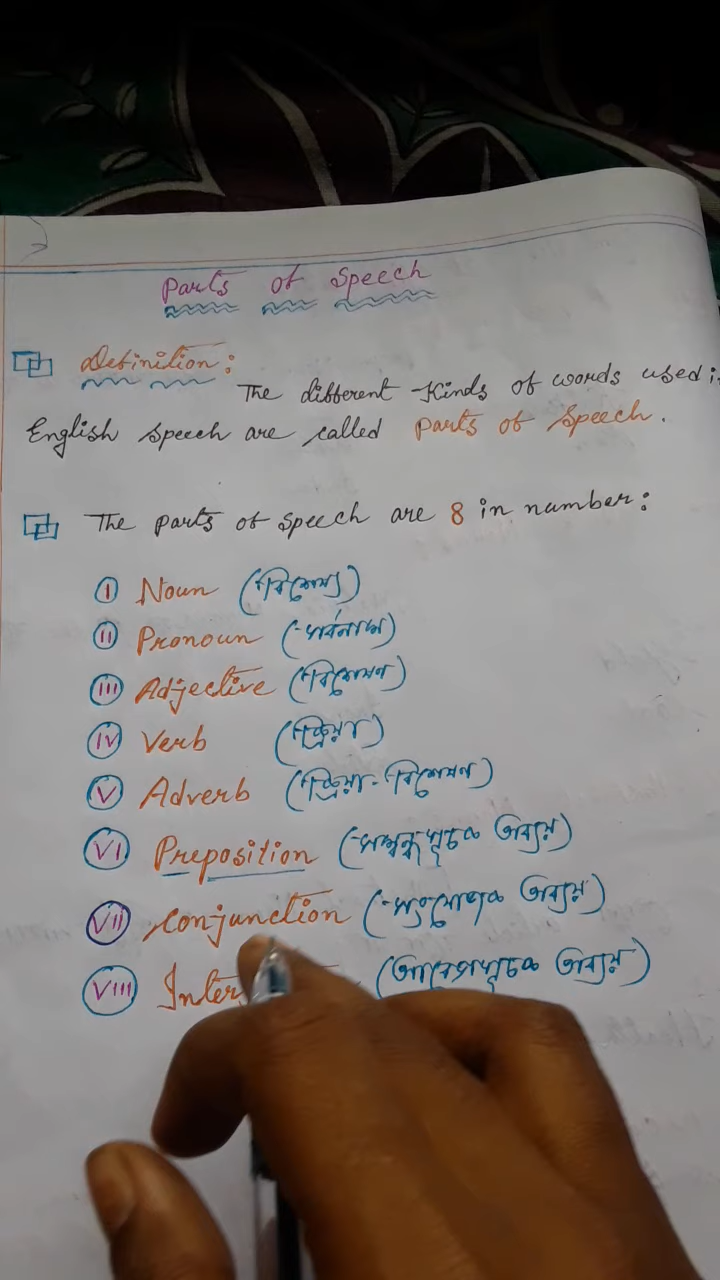 Parts of Speech
Definition:
The different kinds of words used
English speech are called Parts of Speech.
The parts of speech are 8 in number:
I Noun (বিশেষ্য)
II Pronoun (সর্বনাম)
III Adjective (বিশেষণ)
IV Verb (ক্রিয়া)
V Adverb (ক্রিয়া-বিশেষণ)
VI Preposition (সম্বন্ধসূচক অব্যয়)
VII Conjunction (সংযোজক অব্যয়)
VIII Inter (আবেগসূচক অব্যয়)